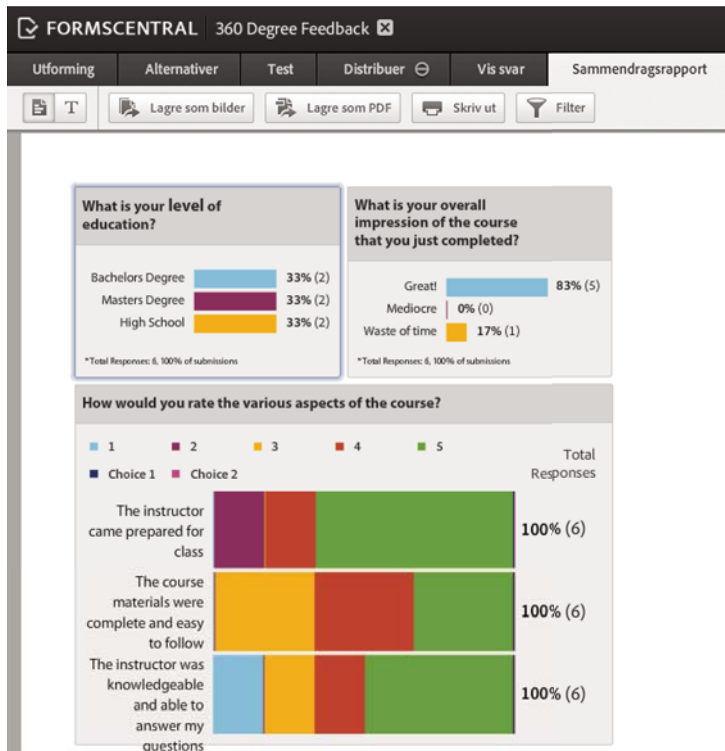 FORMSCENTRAL 360 Degree Feedback
Utforming Alternativer Test Distribuer Vis svar Sammendragsrapport
T Lagre som bilder Lagre som PDF Skriv ut Filter
What is your level of
education?
Bachelors Degree 33% (2)
Masters Degree 33% (2)
High School 33% (2)
*Total Responses: 6, 100% of submissions
What is your overall
impression of the course
that you just completed?
Great! 83% (5)
Mediocre 0% (0)
Waste of time 17% (1)
*Total Responses: 6, 100% of submissions
How would you rate the various aspects of the course?
1 2 3 4 5
Choice 1 Choice 2
Total
Responses
The instructor
came prepared for
class
100% (6)
The course
materials were
complete and easy
to follow
100% (6)
The instructor was
knowledgeable
and able to
answer my
questions
100% (6)